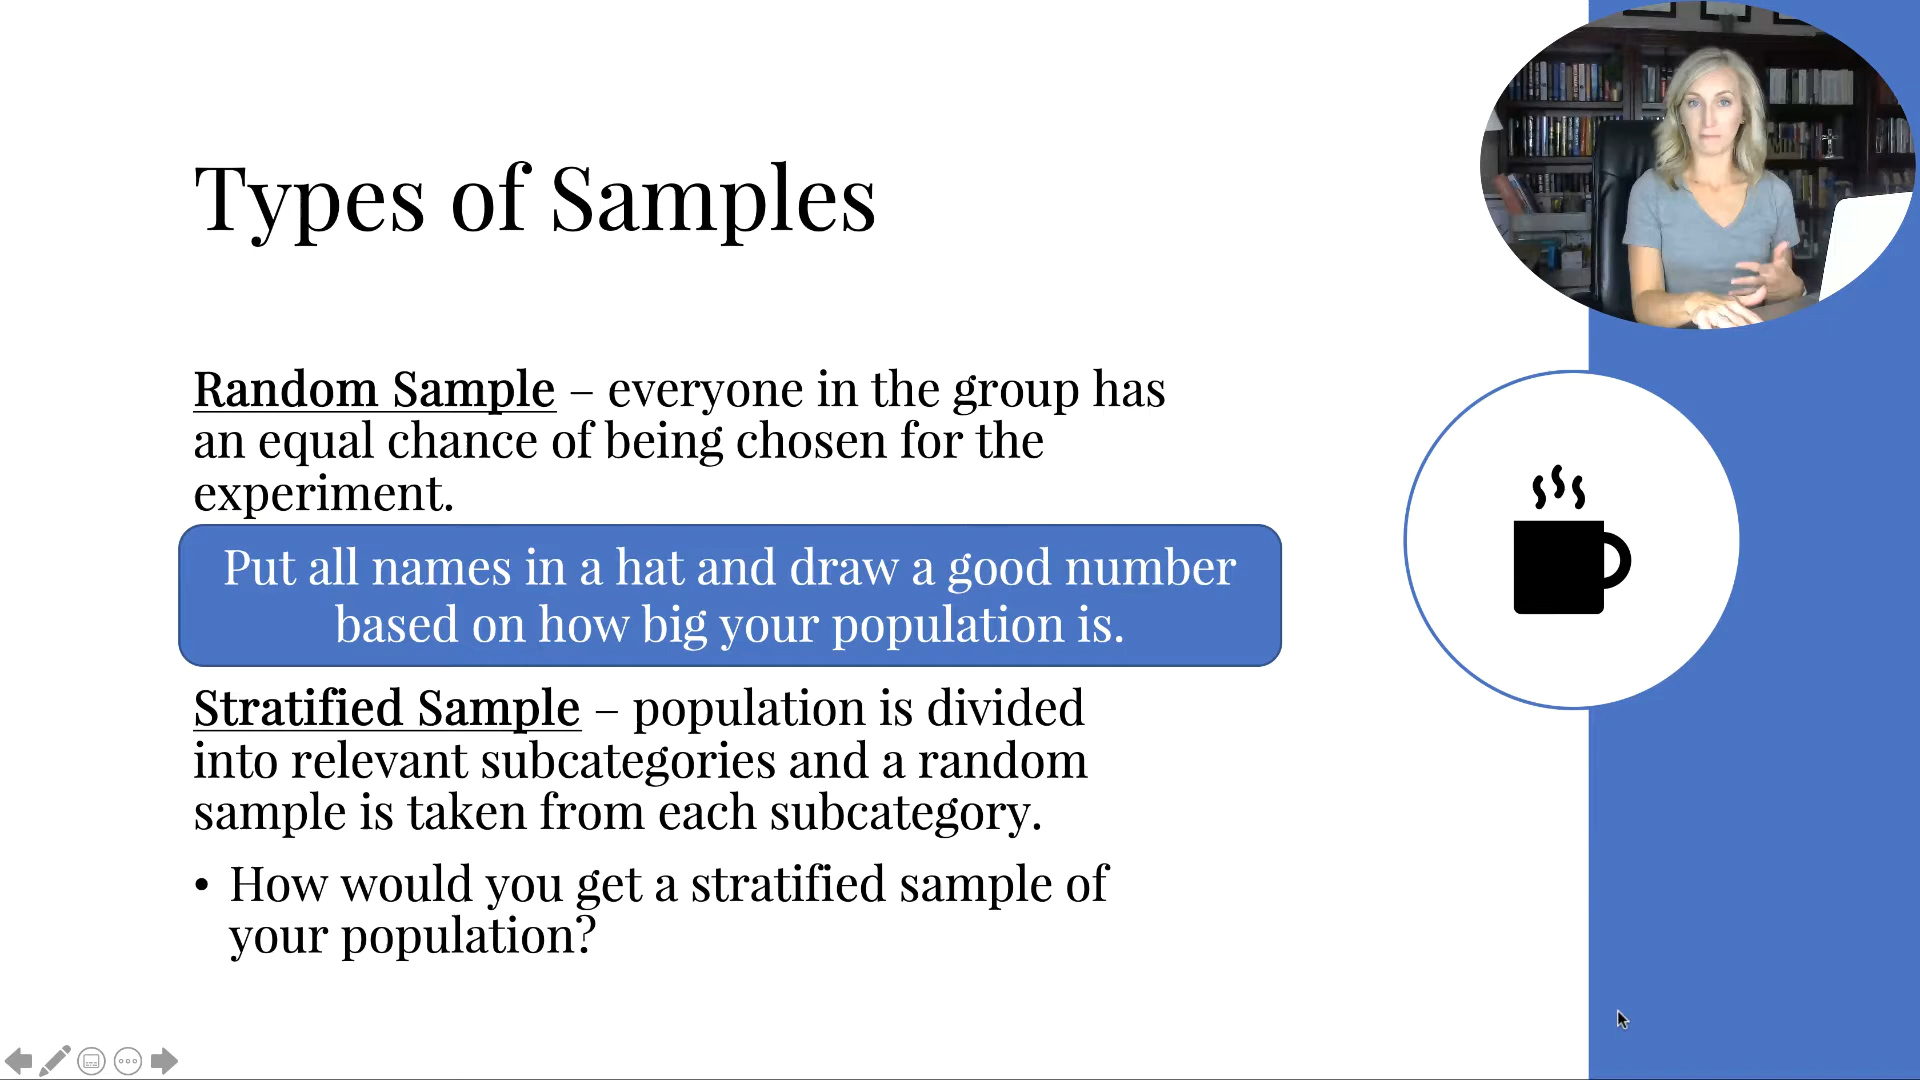 Types of Samples
Random Sample – everyone in the group has
an equal chance of being chosen for the
experiment.
Put all names in a hat and draw a good number
based on how big your population is.
Stratified Sample – population is divided
into relevant subcategories and a random
sample is taken from each subcategory.
• How would you get a stratified sample of
your population?